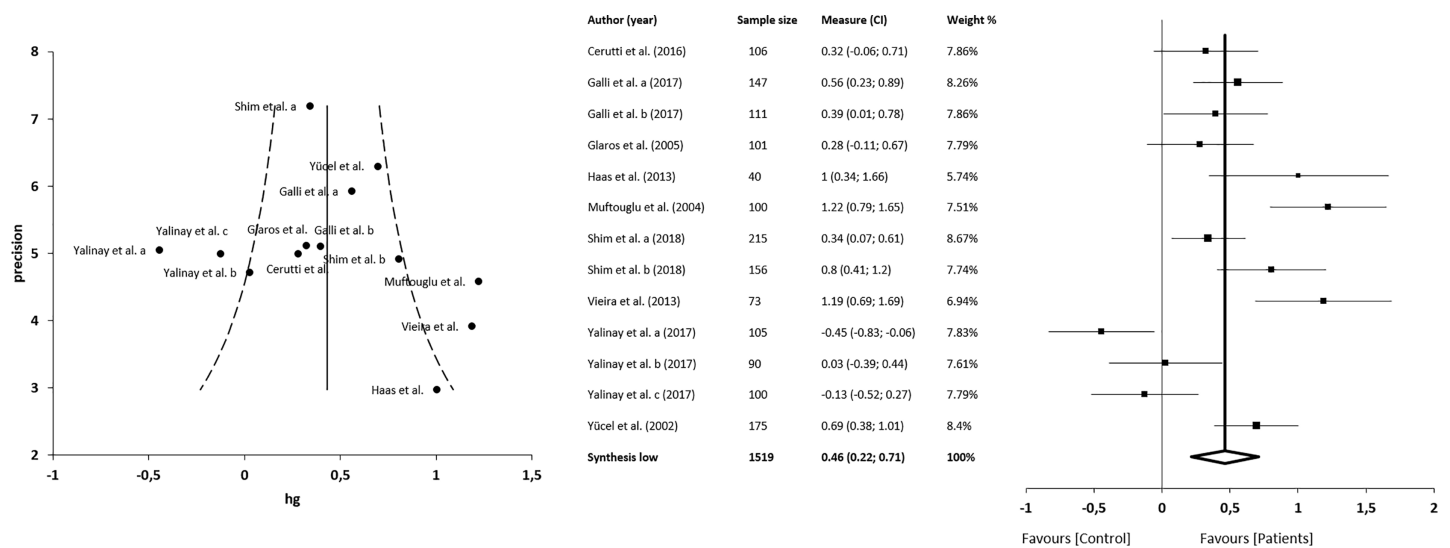 8
7
6
5
4
3
2
precision
-1
-0,5
0
0,5
1
1,5
hg
Shim et al. a
Yücel et al.
Galli et al. a
Yalinay et al. c
Glaros et al.
Galli et al. b
Yalinay et al. a
Shim et al. b
Yalinay et al. b
Cerutti et al.
Muftouglu et al.
Vieira et al.
Haas et al.
Author (year) Sample size Measure (CI) Weight %
Cerutti et al. (2016) 106 0.32 (-0.06; 0.71) 7.86%
Galli et al. a (2017) 147 0.56 (0.23; 0.89) 8.26%
Galli et al. b (2017) 111 0.39 (0.01; 0.78) 7.86%
Glaros et al. (2005) 101 0.28 (-0.11; 0.67) 7.79%
Haas et al. (2013) 40 1 (0.34; 1.66) 5.74%
Muftouglu et al. (2004) 100 1.22 (0.79; 1.65) 7.51%
Shim et al. a (2018) 215 0.34 (0.07; 0.61) 8.67%
Shim et al. b (2018) 156 0.8 (0.41; 1.2) 7.74%
Vieira et al. (2013) 73 1.19 (0.69; 1.69) 6.94%
Yalinay et al. a (2017) 105 -0.45 (-0.83; -0.06) 7.83%
Yalinay et al. b (2017) 90 0.03 (-0.39; 0.44) 7.61%
Yalinay et al. c (2017) 100 -0.13 (-0.52; 0.27) 7.79%
Yücel et al. (2002) 175 0.69 (0.38; 1.01) 8.4%
Synthesis low 1519 0.46 (0.22; 0.71) 100%
-1 -0,5 0 0,5 1 1,5 2
Favours [Control] Favours [Patients]